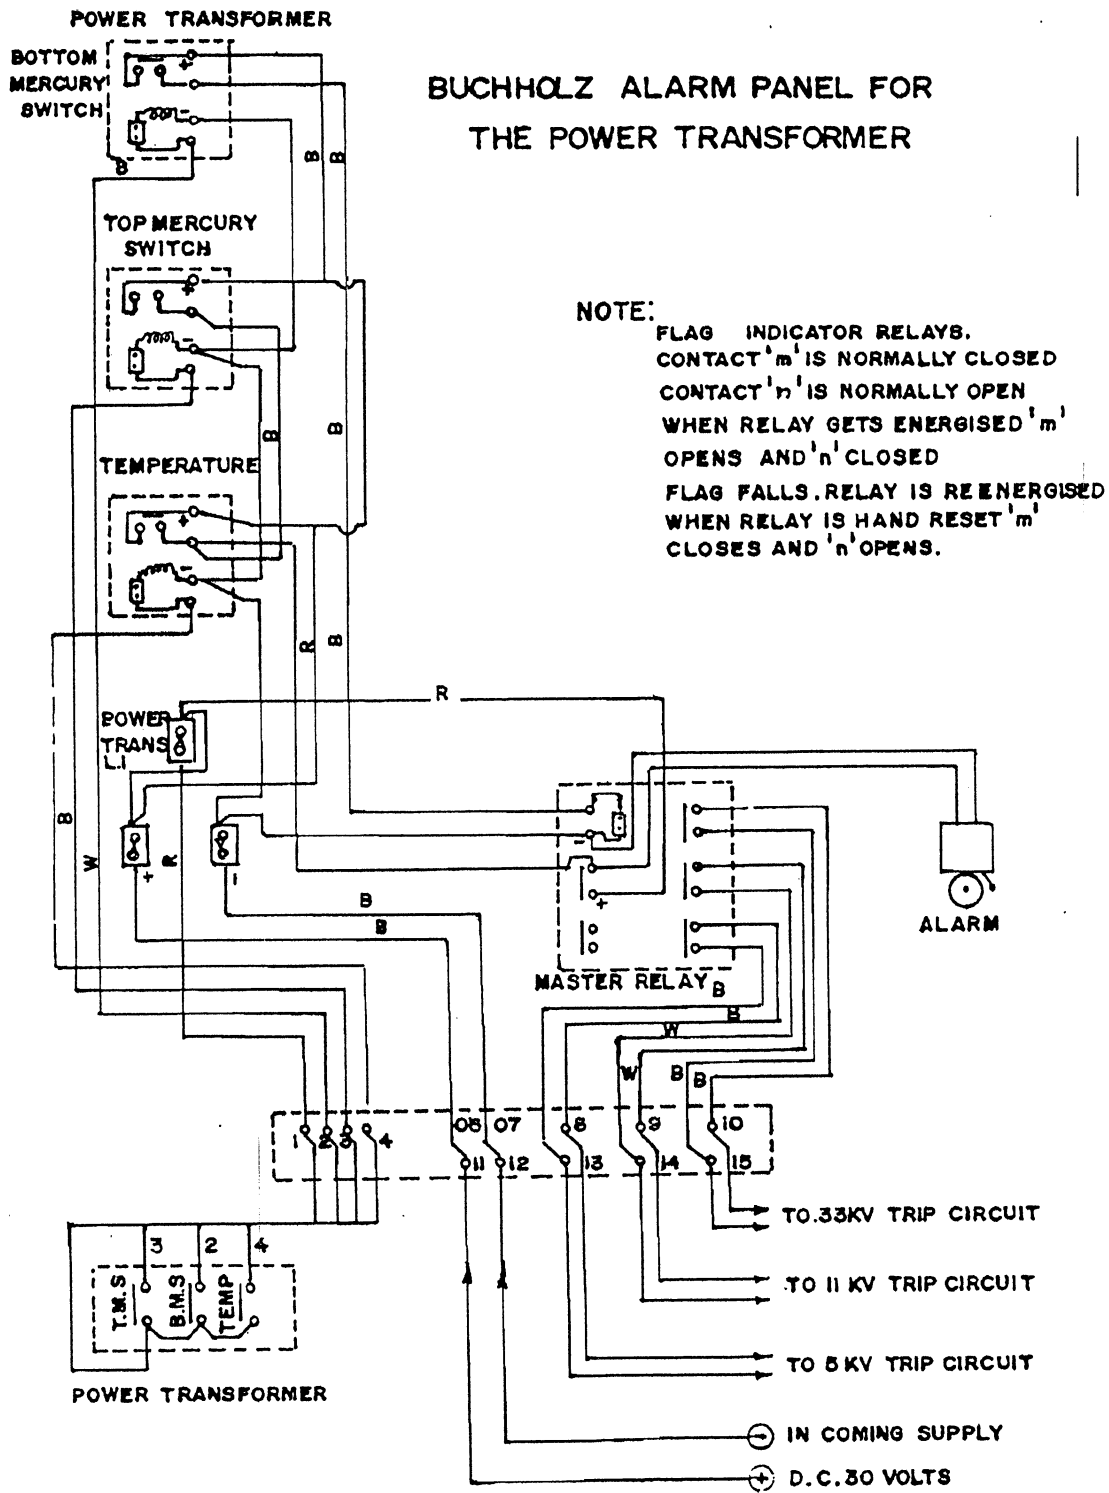 POWER TRANSFORMER
BOTTOM
MERCURY
SWITCH
BUCHHOLZ ALARM PANEL FOR
THE POWER TRANSFORMER
+
-
B
B
B
TOP MERCURY
SWITCH
+
-
NOTE:
FLAG INDICATOR RELAYS.
CONTACT 'm' IS NORMALLY CLOSED
CONTACT 'n' IS NORMALLY OPEN
WHEN RELAY GETS ENERGISED 'm'
OPENS AND 'n' CLOSED
FLAG FALLS. RELAY IS REENERGISED
WHEN RELAY IS HAND RESET 'm'
CLOSES AND 'n' OPENS.
B
B
TEMPERATURE
+
-
R
B
R
POWER
TRANS
L.1
B
W
R
+
-
B
B
-
+
MASTER RELAY
ALARM
B
B
W
W
B
B
1
2
3
4
06
07
8
9
10
11
12
13
14
15
TO.33KV TRIP CIRCUIT
3
2
4
T.M.S
B.M.S
TEMP
TO 11 KV TRIP CIRCUIT
TO 5 KV TRIP CIRCUIT
POWER TRANSFORMER
- IN COMING SUPPLY
+ D.C.30 VOLTS